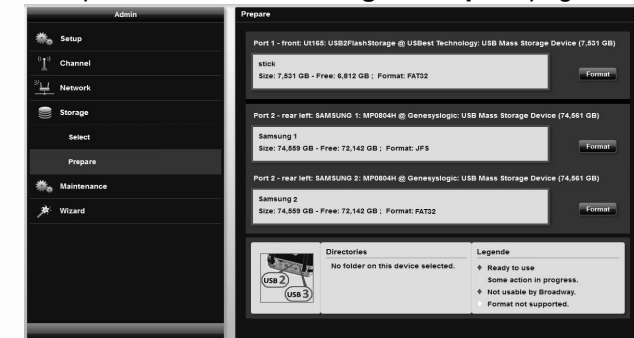 Admin
Setup
Channel
Network
Storage
Select
Prepare
Maintenance
Wizard
Prepare
Port 1 - front: Ut165: USB2FlashStorage @ USBest Technology: USB Mass Storage Device (7,531 GB)
stick
Size: 7,531 GB - Free: 6,812 GB ; Format: FAT32
Format
Port 2 - rear left: SAMSUNG 1: MP0804H @ Genesyslogic: USB Mass Storage Device (74,561 GB)
Samsung 1
Size: 74,559 GB - Free: 72,142 GB ; Format: JFS
Format
Port 2 - rear left: SAMSUNG 2: MP0804H @ Genesyslogic: USB Mass Storage Device (74,561 GB)
Samsung 2
Size: 74,559 GB - Free: 72,142 GB ; Format: FAT32
Format
USB 2
USB 3
Directories
No folder on this device selected.
Legende
Ready to use
Some action in progress.
Not usable by Broadway.
Format not supported.